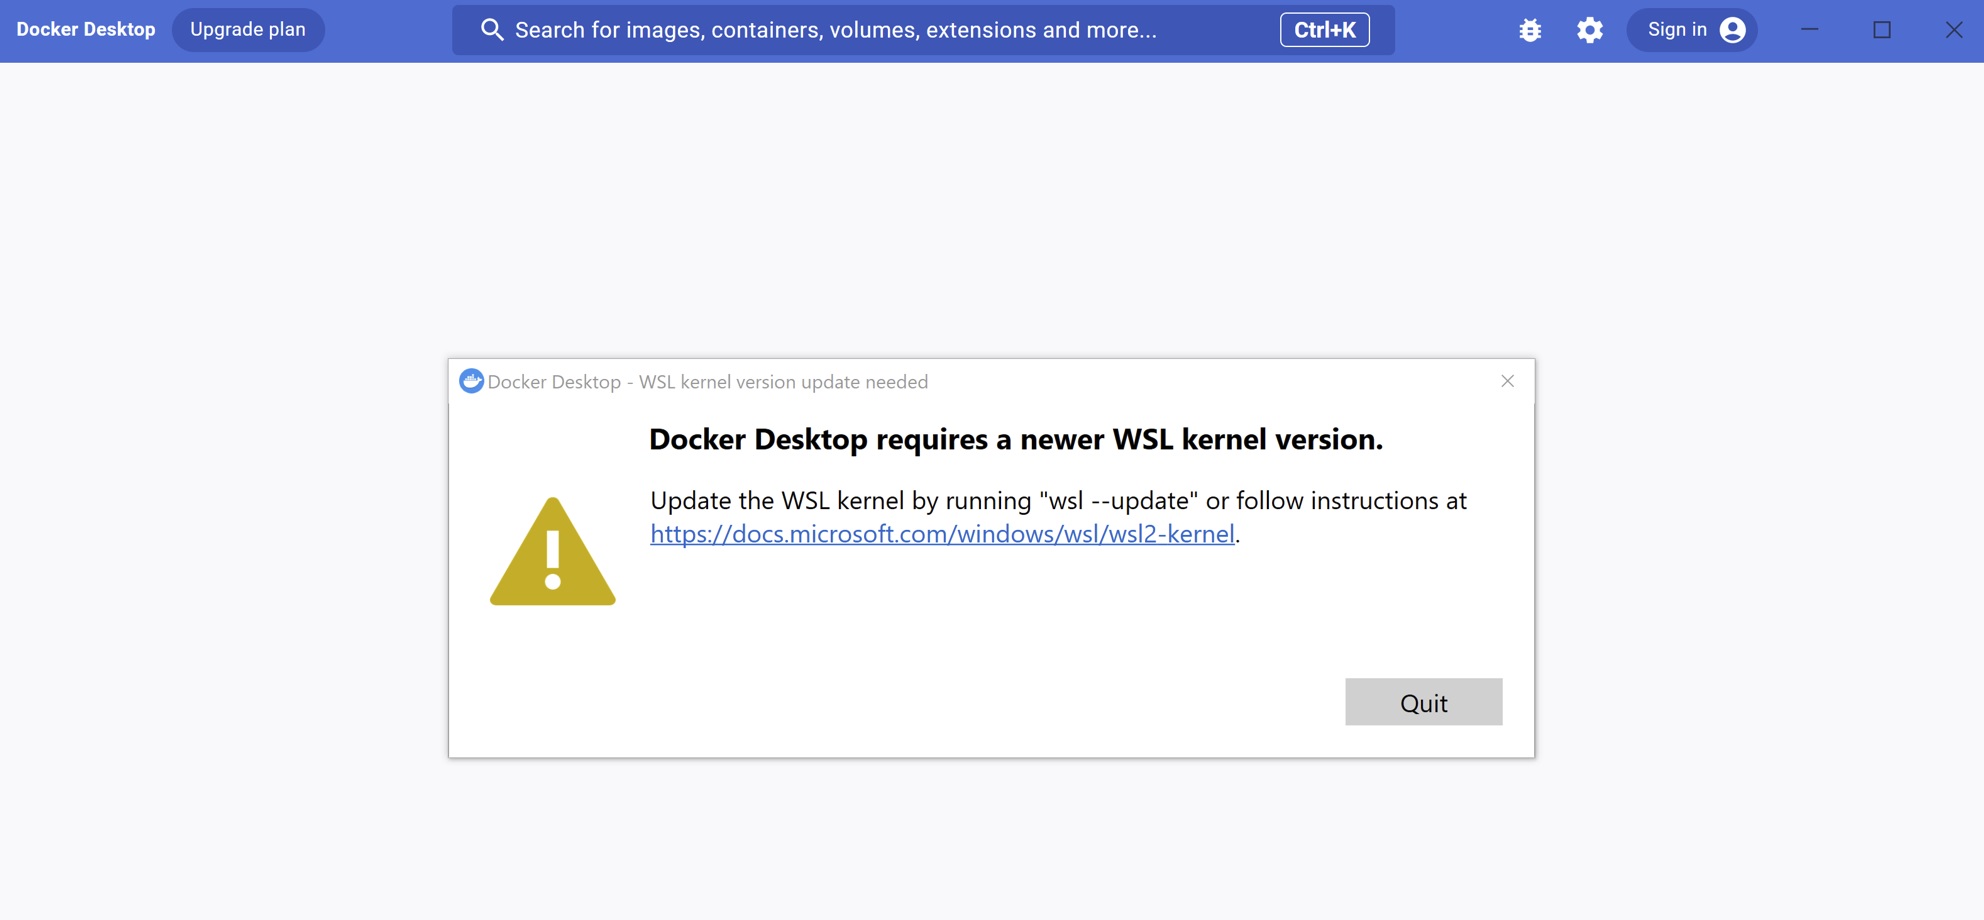 Docker Desktop Upgrade plan Search for images, containers, volumes, extensions and more... Ctrl+K Sign in
Docker Desktop - WSL kernel version update needed
Docker Desktop requires a newer WSL kernel version.
Update the WSL kernel by running "wsl --update" or follow instructions at
https://docs.microsoft.com/windows/wsl/wsl2-kernel.
Quit